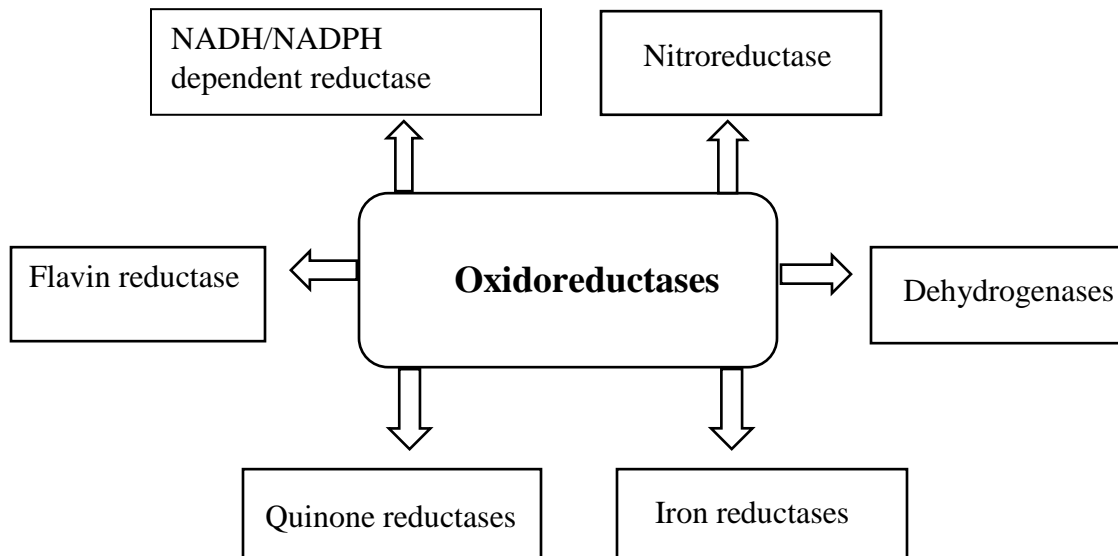 NADH/NADPH
dependent reductase
Nitroreductase
Flavin reductase
Oxidoreductases
Dehydrogenases
Quinone reductases
Iron reductases